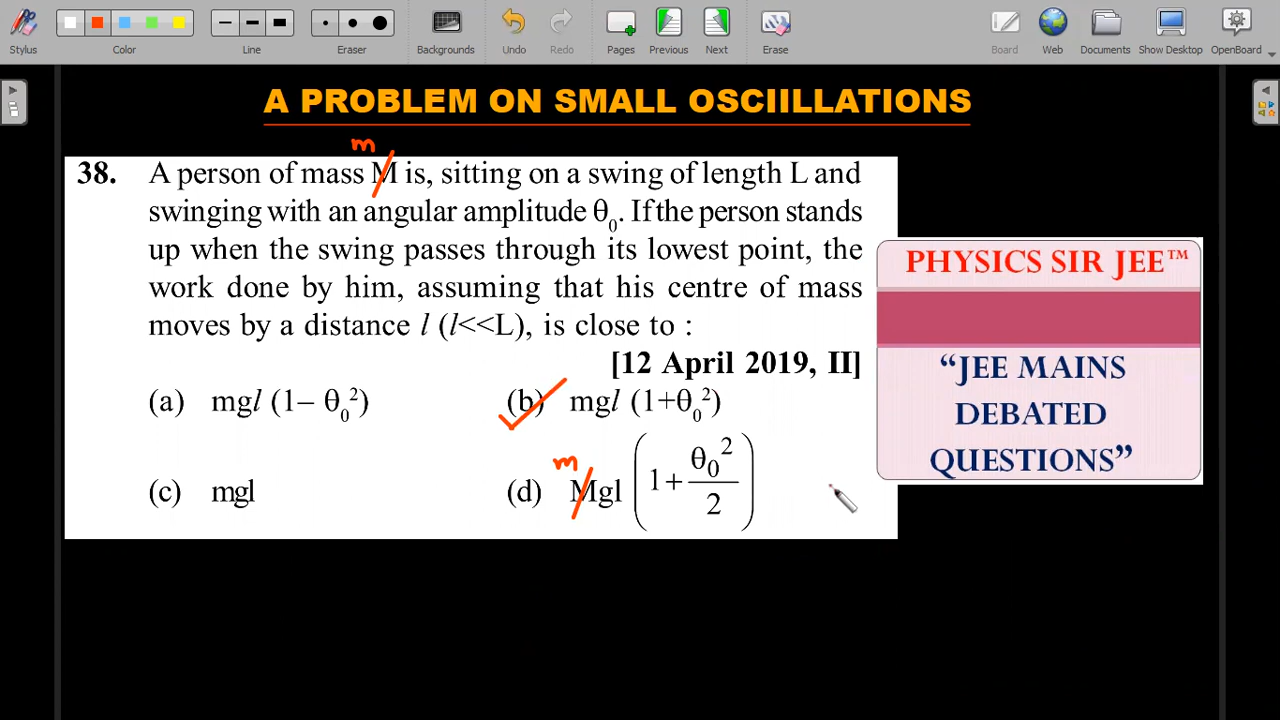 Stylus
Color
Line
Eraser
Backgrounds
Undo
Redo
Pages
Previous
Next
Erase
Board
Web
Documents
Show Desktop
OpenBoard
A PROBLEM ON SMALL OSCIILLATIONS
m
38. A person of mass M is, sitting on a swing of length L and
swinging with an angular amplitude θ₀. If the person stands
up when the swing passes through its lowest point, the
work done by him, assuming that his centre of mass
moves by a distance l (l<<L), is close to :
[12 April 2019, II]
(a) mgl (1– θ₀²) (b) mgl (1+θ₀²)
m
(c) mgl (d) Mgl (1 + θ₀²/2)
PHYSICS SIR JEE™
“JEE MAINS
DEBATED
QUESTIONS”